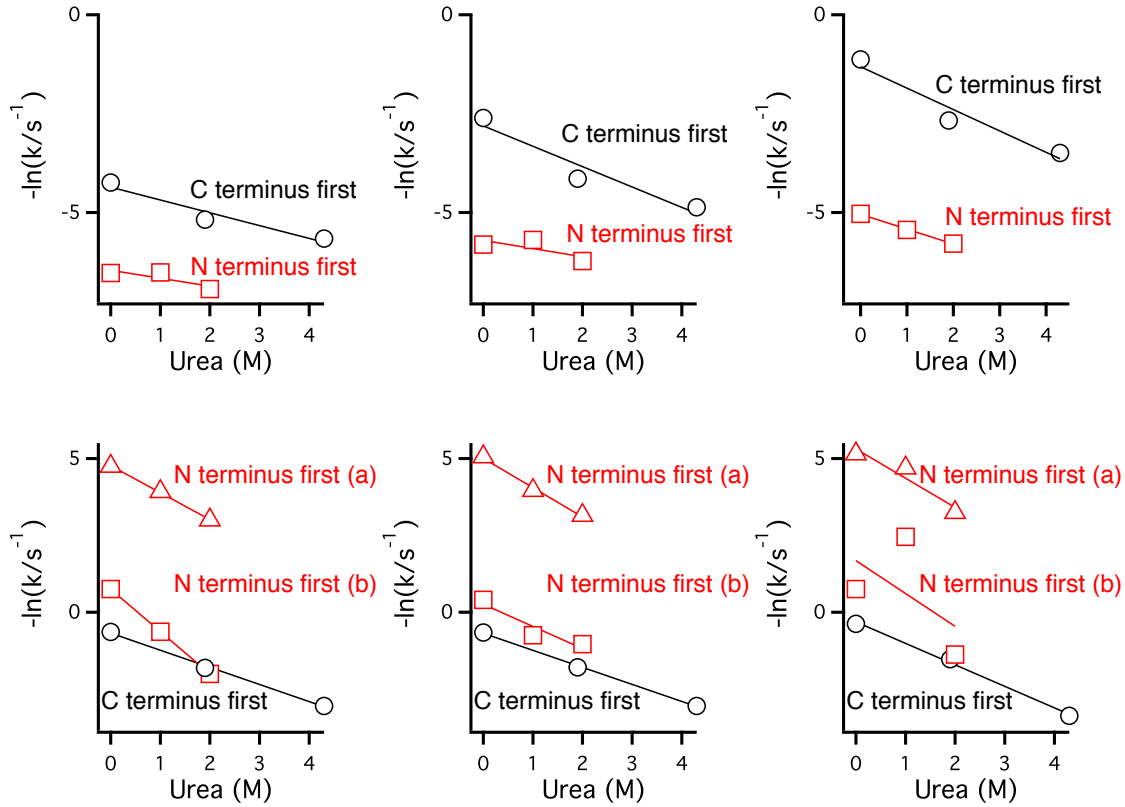 0
-5
-ln(k/s⁻¹)
C terminus first
N terminus first
0 1 2 3 4
Urea (M)
0
-5
-ln(k/s⁻¹)
C terminus first
N terminus first
0 1 2 3 4
Urea (M)
0
-5
-ln(k/s⁻¹)
C terminus first
N terminus first
0 1 2 3 4
Urea (M)
5
0
-ln(k/s⁻¹)
N terminus first (a)
N terminus first (b)
C terminus first
0 1 2 3 4
Urea (M)
5
0
-ln(k/s⁻¹)
N terminus first (a)
N terminus first (b)
C terminus first
0 1 2 3 4
Urea (M)
5
0
-ln(k/s⁻¹)
N terminus first (a)
N terminus first (b)
C terminus first
0 1 2 3 4
Urea (M)